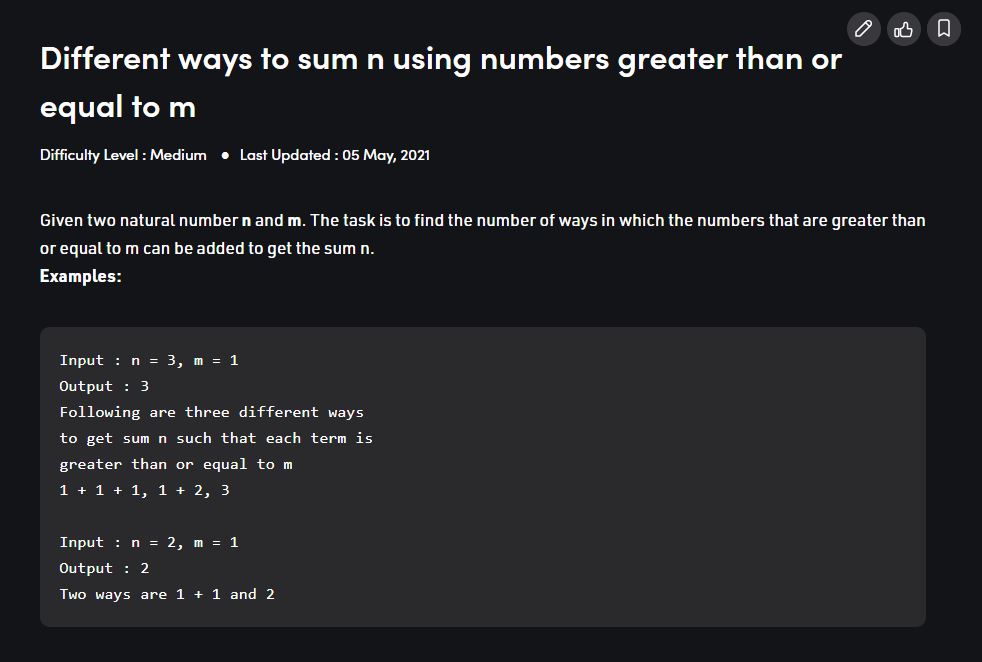 Different ways to sum n using numbers greater than or
equal to m
Difficulty Level : Medium ● Last Updated : 05 May, 2021
Given two natural number n and m. The task is to find the number of ways in which the numbers that are greater than
or equal to m can be added to get the sum n.
Examples:
Input : n = 3, m = 1
Output : 3
Following are three different ways
to get sum n such that each term is
greater than or equal to m
1 + 1 + 1, 1 + 2, 3
Input : n = 2, m = 1
Output : 2
Two ways are 1 + 1 and 2